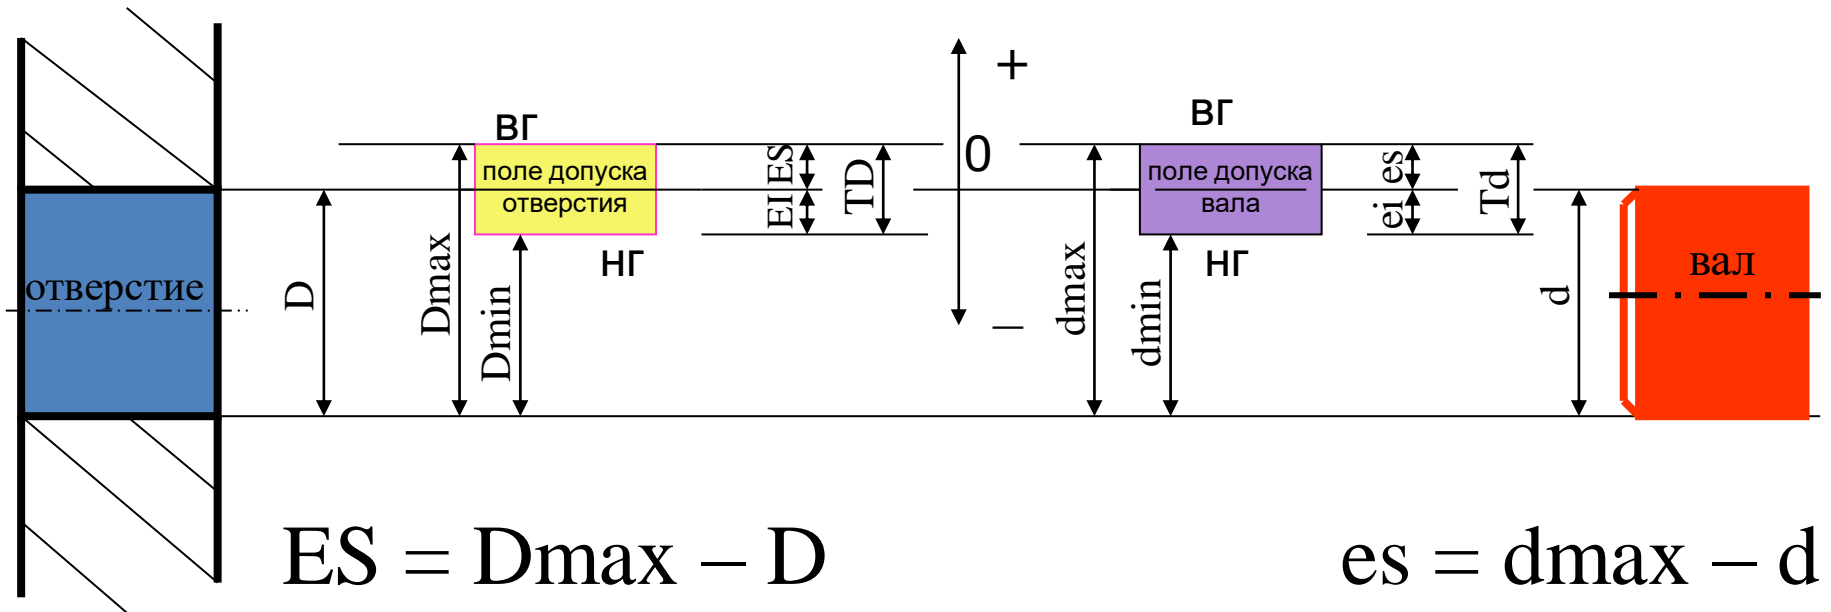 +
ВГ
ВГ
0
поле допуска
отверстия
EI
ES
TD
поле допуска
вала
ei
es
Td
НГ
НГ
отверстие
D
Dmax
Dmin
dmax
dmin
d
вал
–
ES = Dmax – D
es = dmax – d